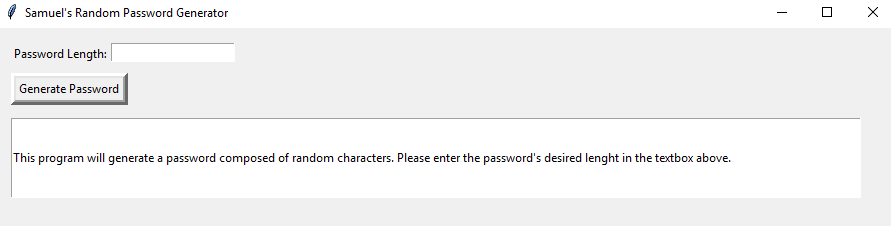 Samuel's Random Password Generator
Password Length:
Generate Password
This program will generate a password composed of random characters. Please enter the password's desired lenght in the textbox above.